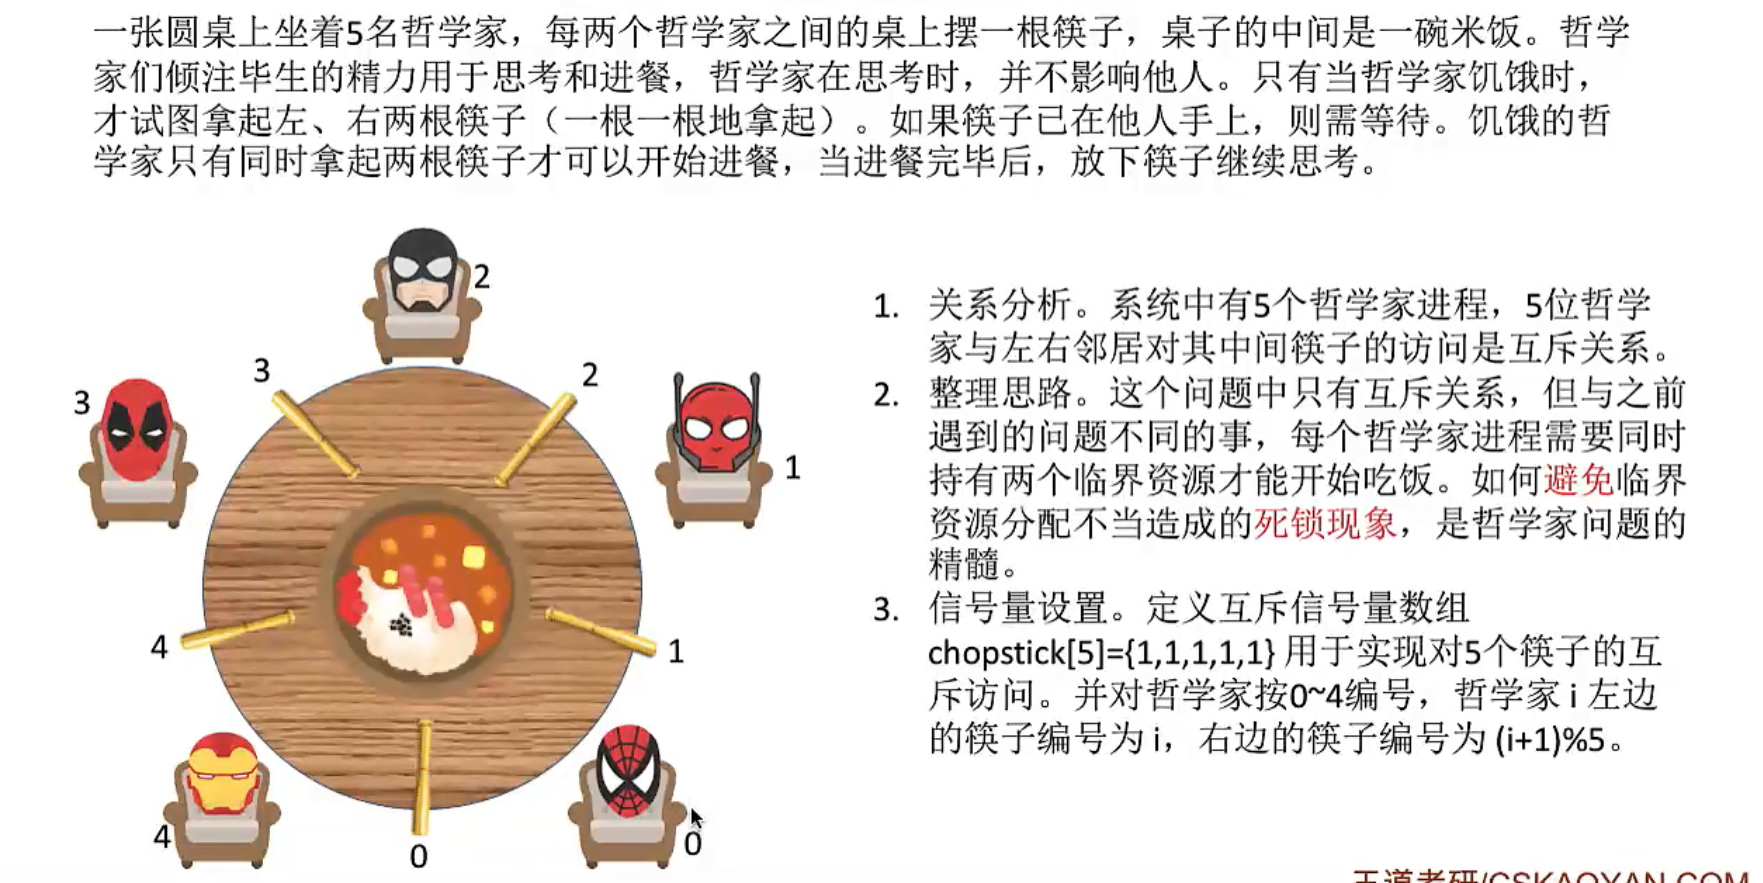 一张圆桌上坐着5名哲学家，每两个哲学家之间的桌上摆一根筷子，桌子的中间是一碗米饭。哲学
家们倾注毕生的精力用于思考和进餐，哲学家在思考时，并不影响他人。只有当哲学家饥饿时，
才试图拿起左、右两根筷子（一根一根地拿起）。如果筷子已在他人手上，则需等待。饥饿的哲
学家只有同时拿起两根筷子才可以开始进餐，当进餐完毕后，放下筷子继续思考。
2
3
2
3
1
4
1
4
0
0
1. 关系分析。系统中有5个哲学家进程，5位哲学
家与左右邻居对其中间筷子的访问是互斥关系。
2. 整理思路。这个问题中只有互斥关系，但与之前
遇到的问题不同的事，每个哲学家进程需要同时
持有两个临界资源才能开始吃饭。如何避免临界
资源分配不当造成的死锁现象，是哲学家问题的
精髓。
3. 信号量设置。定义互斥信号量数组
chopstick[5]={1,1,1,1,1} 用于实现对5个筷子的互
斥访问。并对哲学家按0~4编号，哲学家 i 左边
的筷子编号为 i，右边的筷子编号为 (i+1)%5。
王道考研/CSKAOYAN.COM